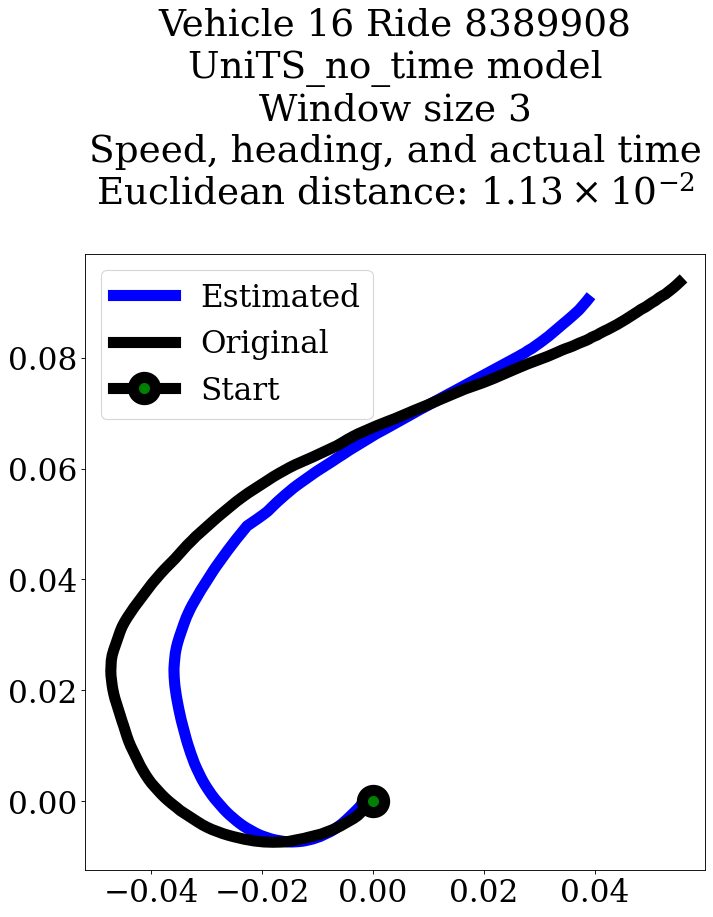 Vehicle 16 Ride 8389908
UniTS_no_time model
Window size 3
Speed, heading, and actual time
Euclidean distance: 1.13 × 10⁻²
Estimated
Original
Start
0.08
0.06
0.04
0.02
0.00
−0.04 −0.02 0.00 0.02 0.04